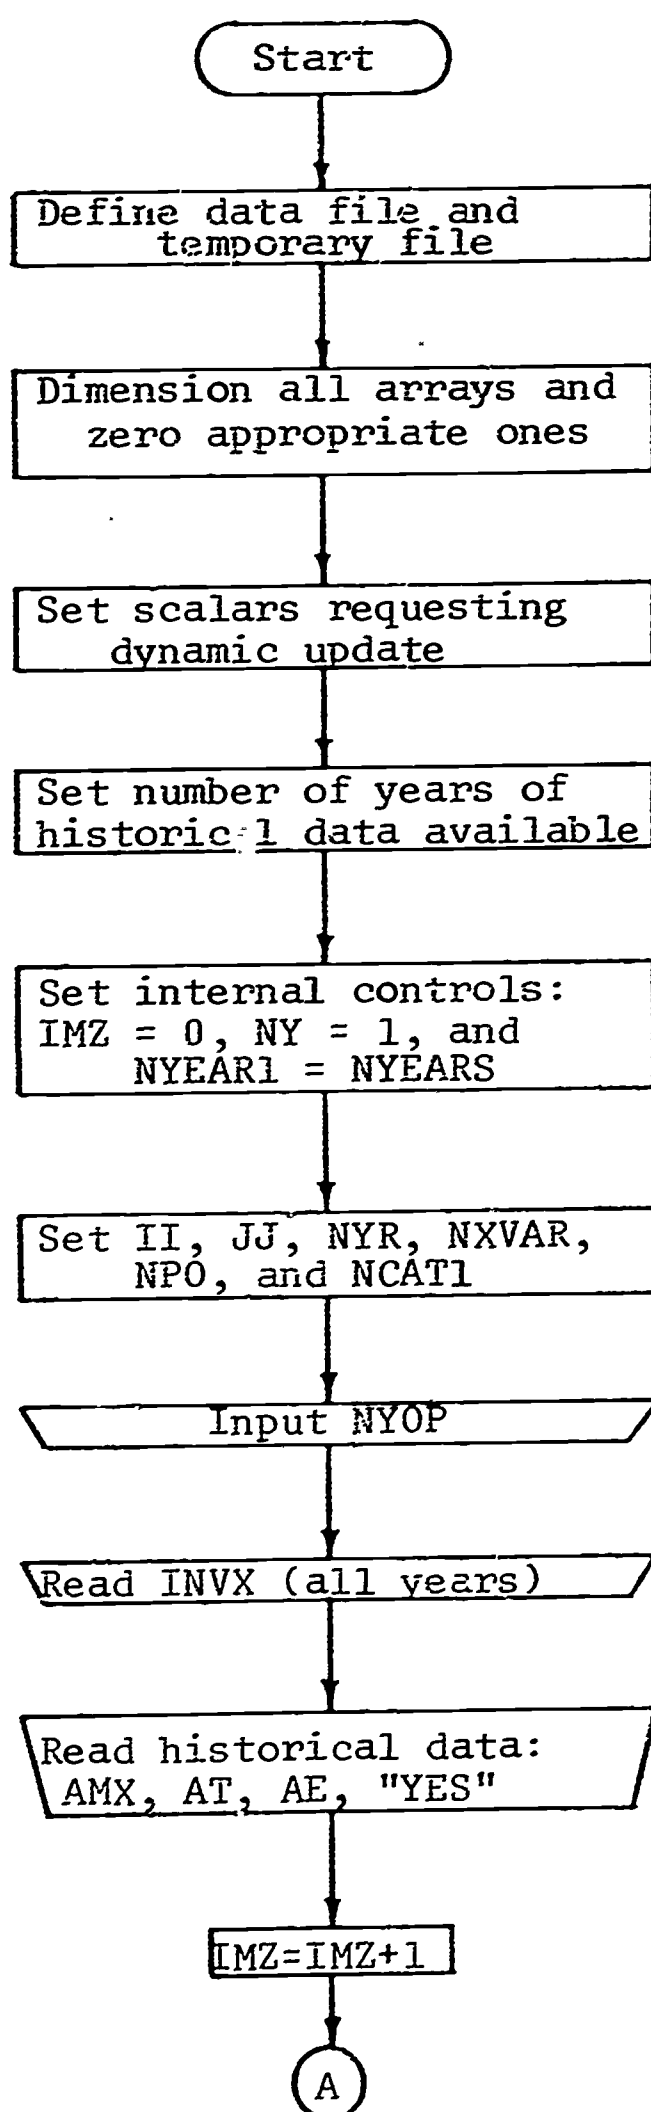 Start
Define data file and
temporary file
Dimension all arrays and
zero appropriate ones
Set scalars requesting
dynamic update
Set number of years of
data available
Set internal controls:
IMZ = 0, NY = 1, and
NYEAR1 = NYEARS
Set II, JJ, NYR, NXVAR,
NPO, and NCAT1
Input NYOP
Read INVX (all years)
Read historical data:
AMX, AT, AE, "YES"
IMZ=IMZ+1
A